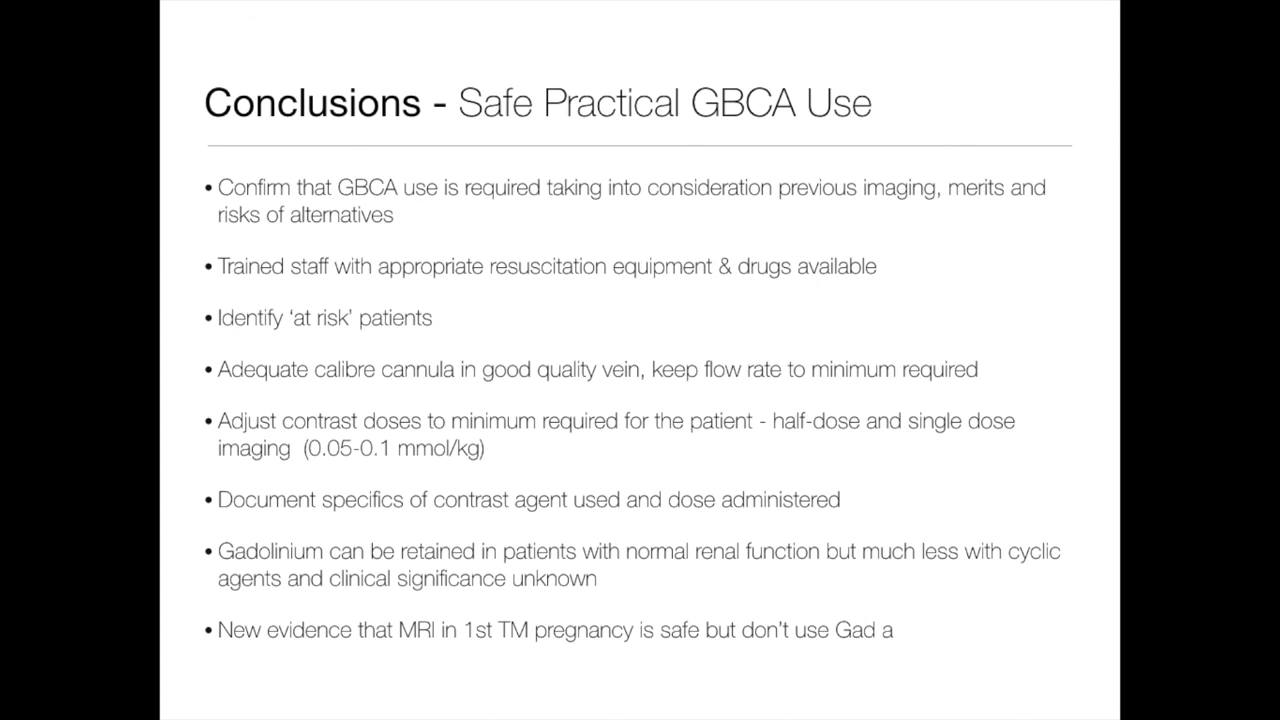 Conclusions - Safe Practical GBCA Use
• Confirm that GBCA use is required taking into consideration previous imaging, merits and
risks of alternatives
• Trained staff with appropriate resuscitation equipment & drugs available
• Identify ‘at risk’ patients
• Adequate calibre cannula in good quality vein, keep flow rate to minimum required
• Adjust contrast doses to minimum required for the patient - half-dose and single dose
imaging (0.05-0.1 mmol/kg)
• Document specifics of contrast agent used and dose administered
• Gadolinium can be retained in patients with normal renal function but much less with cyclic
agents and clinical significance unknown
• New evidence that MRI in 1st TM pregnancy is safe but don’t use Gad a